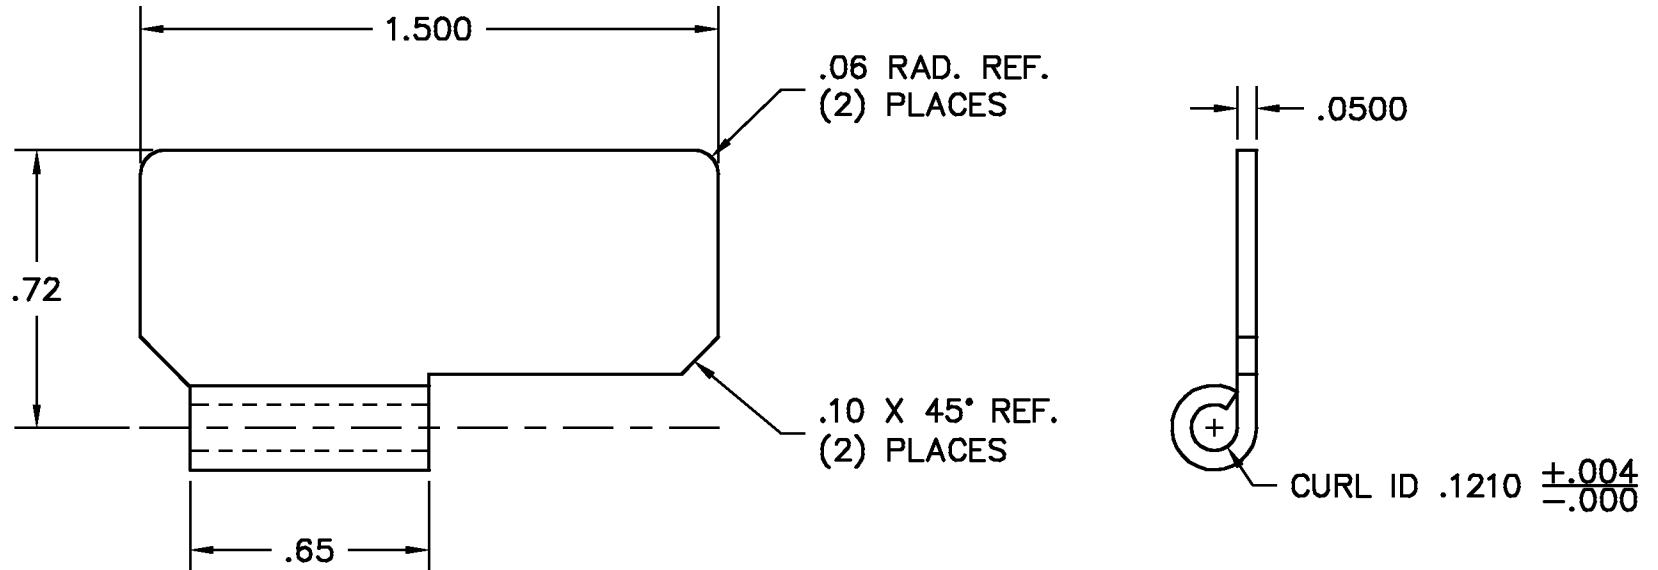 1.500
.06 RAD. REF.
(2) PLACES
.0500
.72
.10 X 45° REF.
(2) PLACES
CURL ID .1210 +.004
-.000
.65